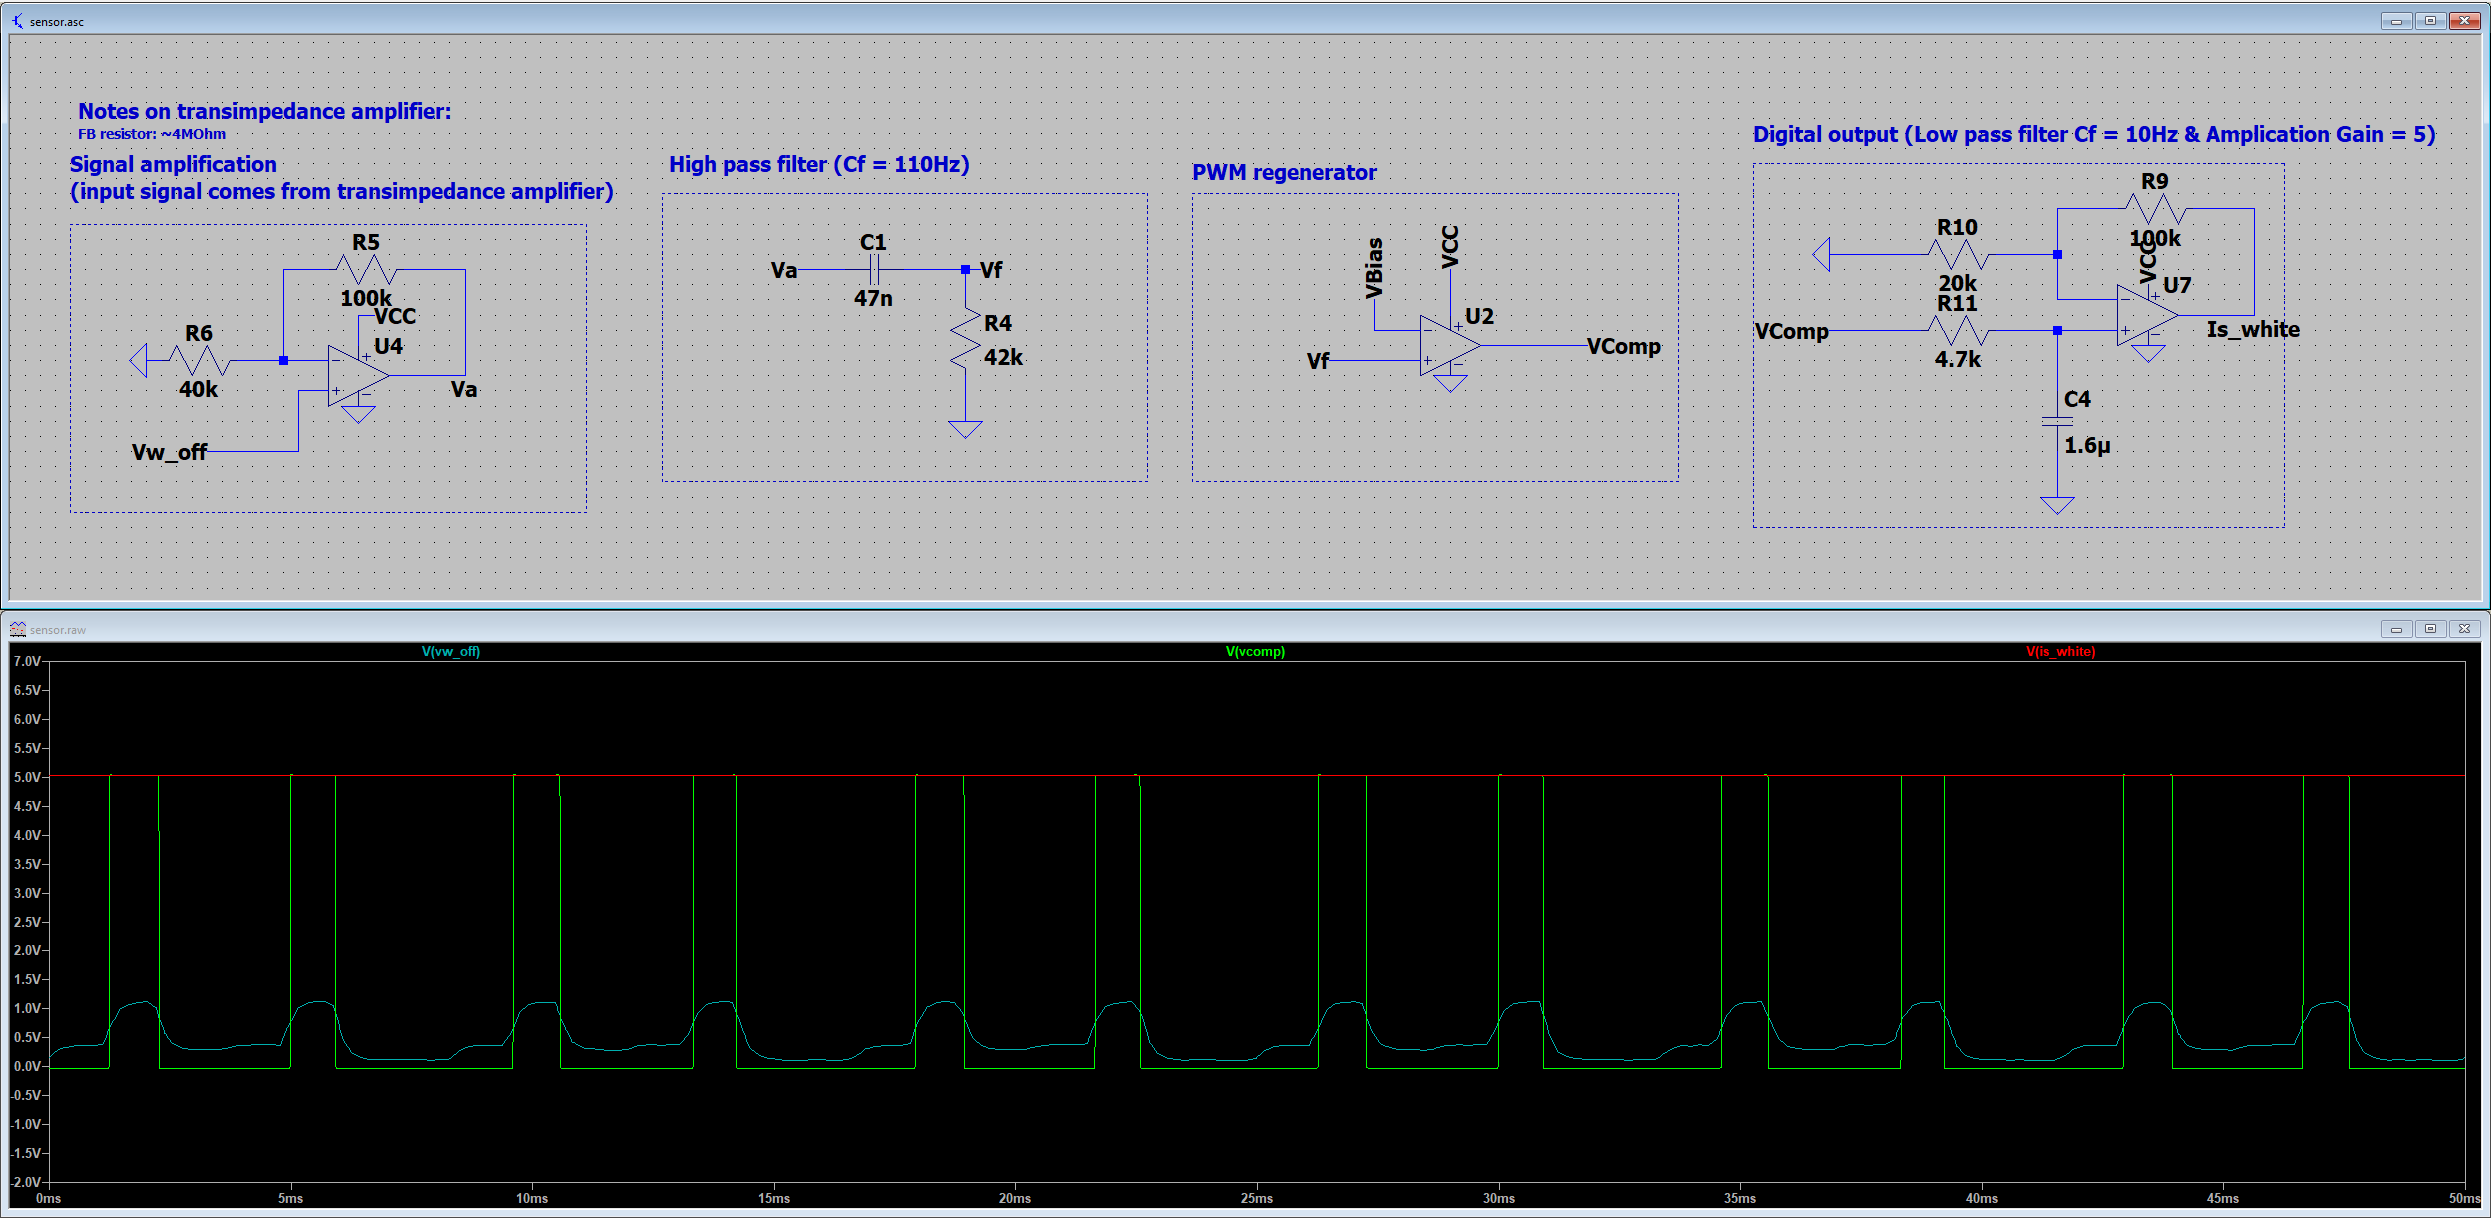 sensor.asc
Notes on transimpedance amplifier:
FB resistor: ~4MOhm
Signal amplification
(input signal comes from transimpedance amplifier)
R5
100k
VCC
R6
U4
40k
Va
Vw_off
High pass filter (Cf = 110Hz)
C1
Va
Vf
47n
R4
42k
PWM regenerator
VBias
VCC
U2
VComp
Vf
Digital output (Low pass filter Cf = 10Hz & Amplication Gain = 5)
R9
100k
R10
VCC
20k
U7
R11
VComp
Is_white
4.7k
C4
1.6µ
sensor.raw
V(vw_off) V(vcomp) V(is_white)
7.0V
6.5V
6.0V
5.5V
5.0V
4.5V
4.0V
3.5V
3.0V
2.5V
2.0V
1.5V
1.0V
0.5V
0.0V
-0.5V
-1.0V
-1.5V
-2.0V
0ms 5ms 10ms 15ms 20ms 25ms 30ms 35ms 40ms 45ms 50ms